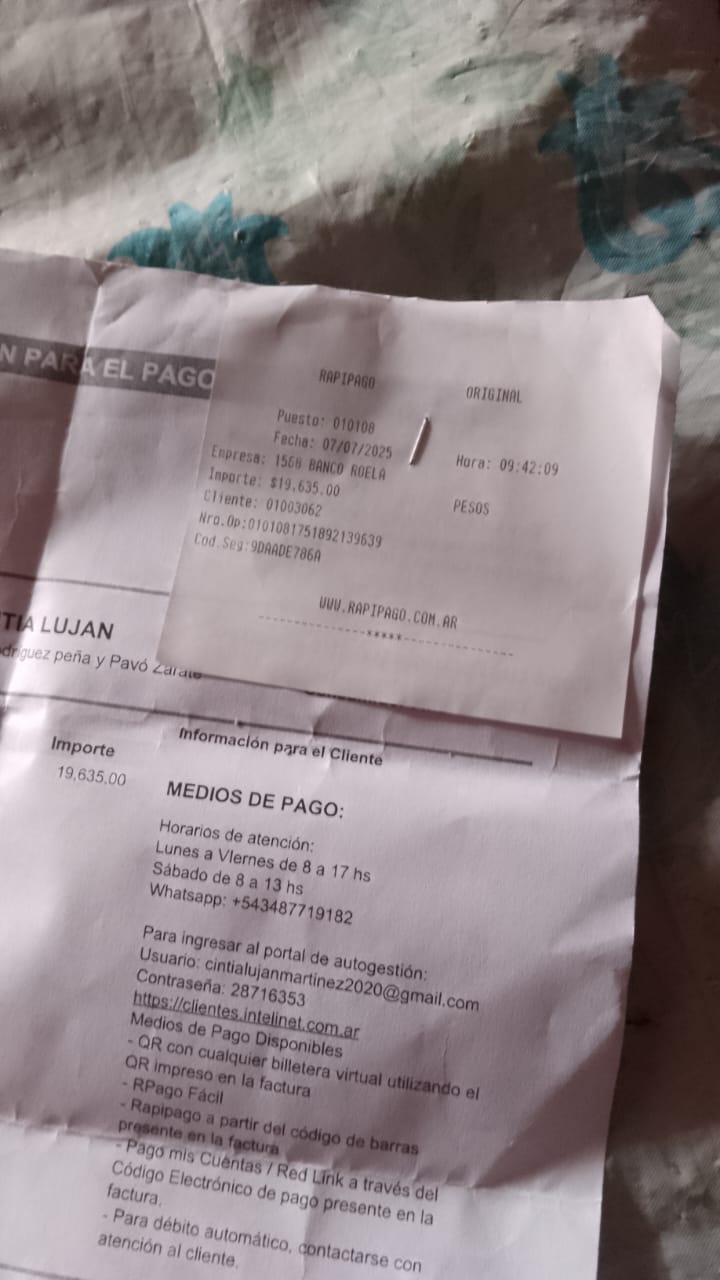 N PARA EL PAGO
RAPIPAGO ORIGINAL
Puesto: 010108
Fecha: 07/07/2025 Hora: 09:42:09
Empresa: 1568 BANCO ROELA
Importe: $19,635.00 PESOS
Cliente: 01003062
Nro.Op:0101081751892139639
Cod.Seg:9DAADE786A
WWW.RAPIPAGO.COM.AR
-----------------*****-----------------
TIA LUJAN
odriguez peña y Pavó Zarate
Importe
19,635.00
Información para el Cliente
MEDIOS DE PAGO:
Horarios de atención:
Lunes a VIernes de 8 a 17 hs
Sábado de 8 a 13 hs
Whatsapp: +543487719182
Para ingresar al portal de autogestión:
Usuario: cintialujanmartinez2020@gmail.com
Contraseña: 28716353
https://clientes.intelinet.com.ar
Medios de Pago Disponibles
- QR con cualquier billetera virtual utilizando el
QR impreso en la factura
- RPago Fácil
- Rapipago a partir del código de barras
presente en la factura
- Pago mis Cuentas / Red Link a través del
Código Electrónico de pago presente en la
factura.
- Para débito automático, contactarse con
atención al cliente.